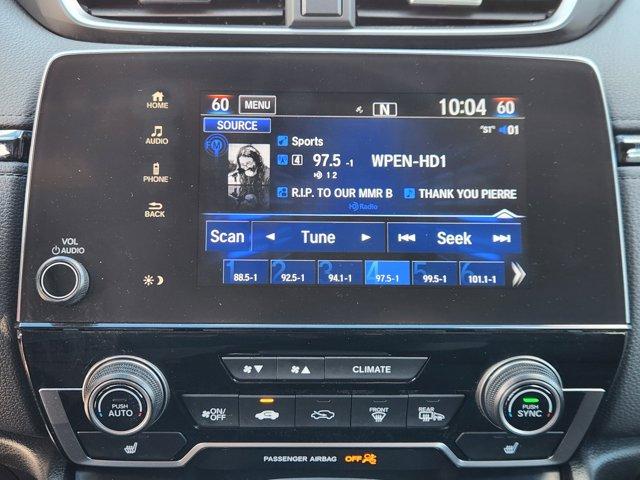 60 MENU N 10:04 60
HOME
SOURCE
"ST" 01
Sports
AUDIO
4 97.5 -1 WPEN-HD1
HD 1 2
PHONE
R.I.P. TO OUR MMR B THANK YOU PIERRE
HD Radio
BACK
Scan Tune Seek
VOL
AUDIO
1 88.5-1 2 92.5-1 3 94.1-1 4 97.5-1 5 99.5-1 6 101.1-1
CLIMATE
PUSH
AUTO
ON/
OFF
FRONT
REAR
PUSH
SYNC
PASSENGER AIRBAG OFF